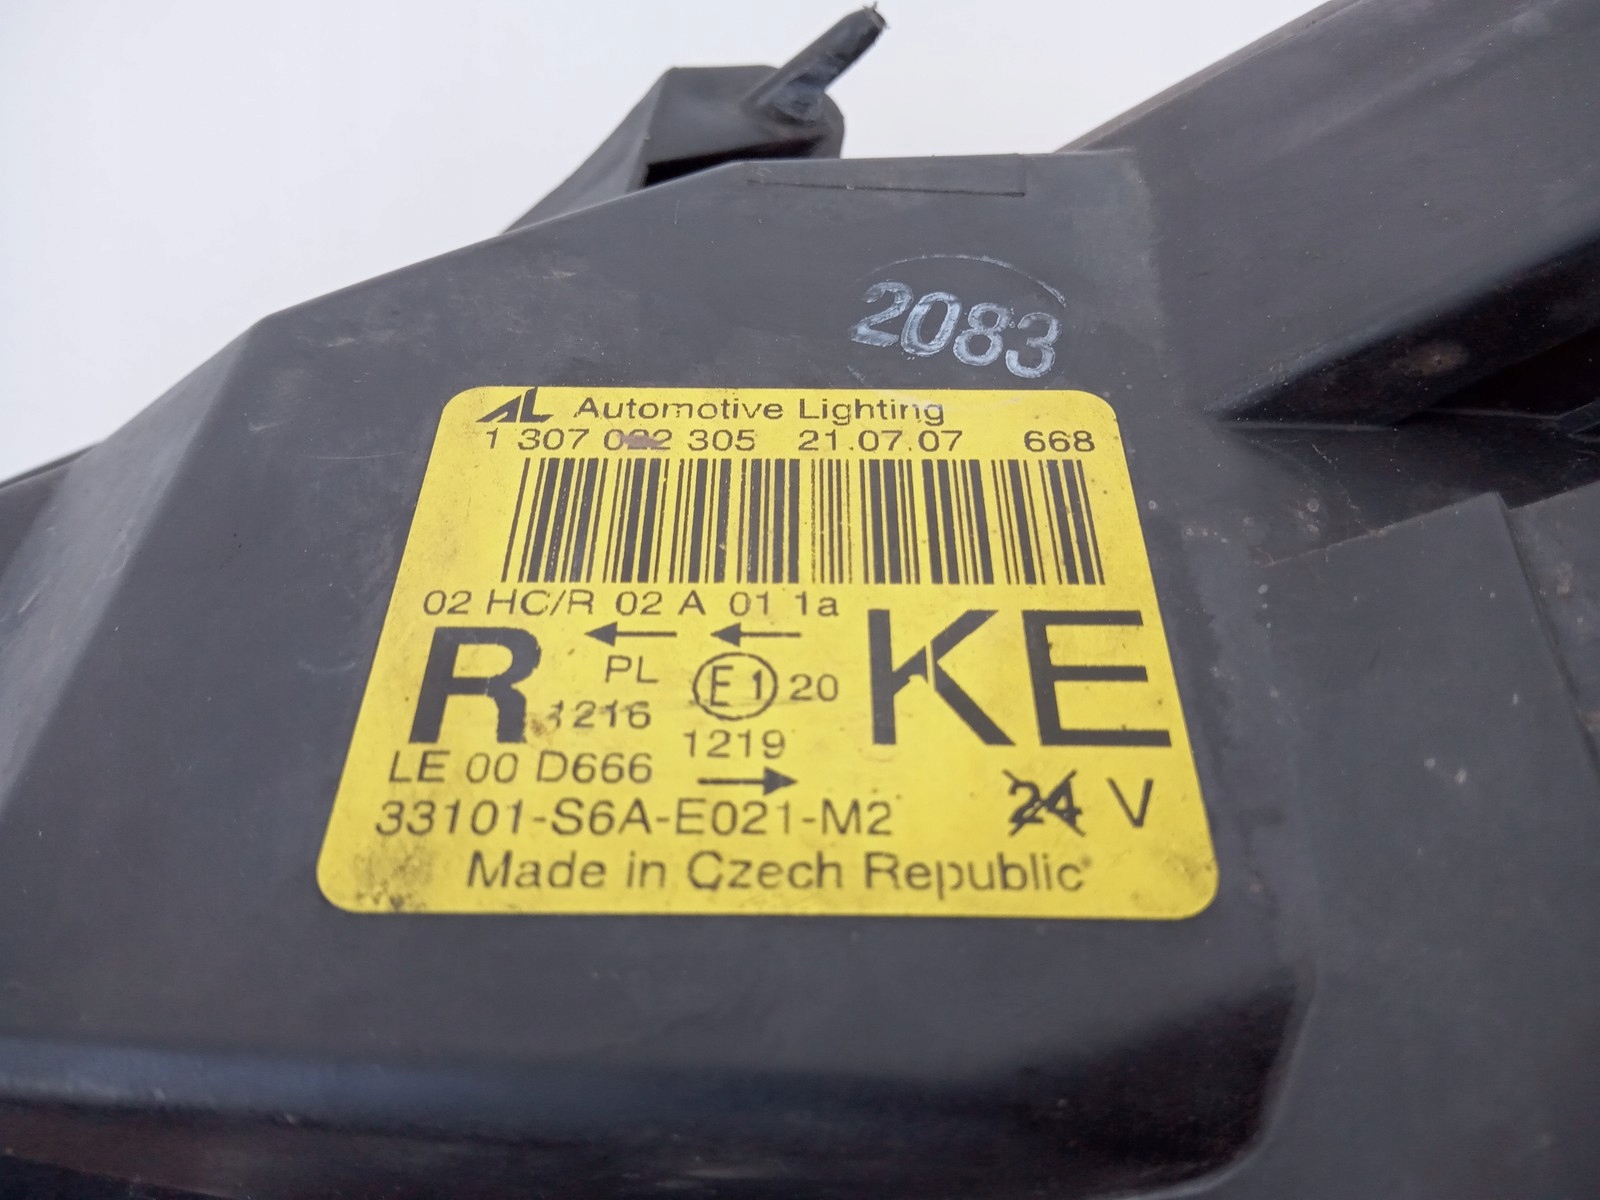 2083
AL Automotive Lighting
1 307 022 305 21.07.07 668
02 HC/R 02 A 01 1a
R PL E1 20 KE
1216
1219
LE 00 D666
33101-S6A-E021-M2 24 V
Made in Czech Republic